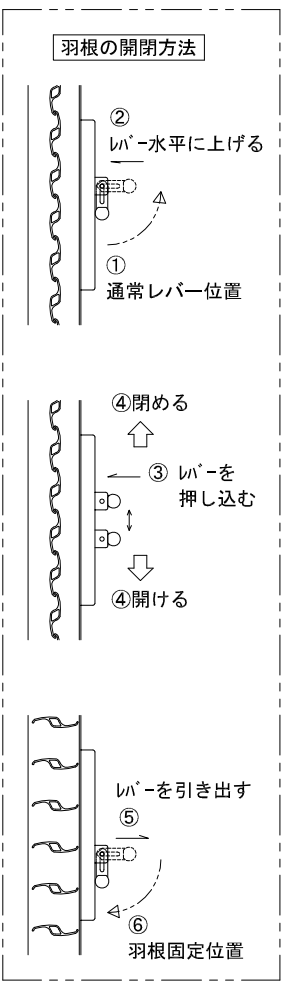 羽根の開閉方法
②
ﾚﾊﾞｰ水平に上げる
①
通常レバー位置
④閉める
③ ﾚﾊﾞｰを
押し込む
④開ける
ﾚﾊﾞｰを引き出す
⑤
⑥
羽根固定位置